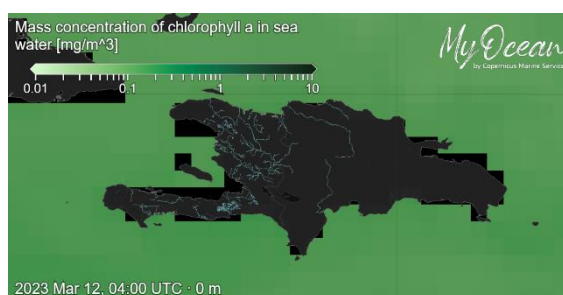 Mass concentration of chlorophyll a in sea
water [mg/m^3]
0.01 0.1 1 10
MyOcean
by Copernicus Marine Service
2023 Mar 12, 04:00 UTC · 0 m